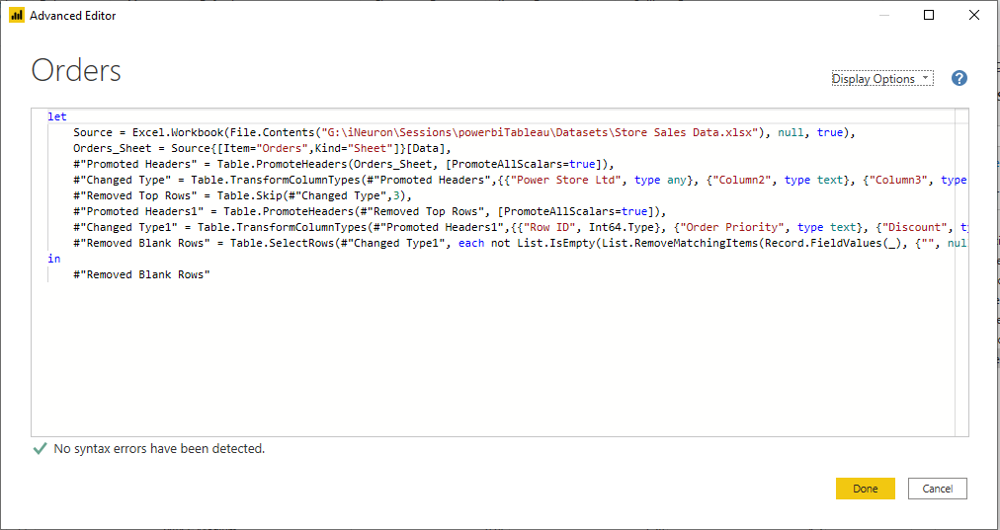 Advanced Editor
Orders
Display Options
?
let
Source = Excel.Workbook(File.Contents("G:\iNeuron\Sessions\powerbiTableau\Datasets\Store Sales Data.xlsx"), null, true),
Orders_Sheet = Source{[Item="Orders",Kind="Sheet"]}[Data],
#"Promoted Headers" = Table.PromoteHeaders(Orders_Sheet, [PromoteAllScalars=true]),
#"Changed Type" = Table.TransformColumnTypes(#"Promoted Headers",{{"Power Store Ltd", type any}, {"Column2", type text}, {"Column3", type
#"Removed Top Rows" = Table.Skip(#"Changed Type",3),
#"Promoted Headers1" = Table.PromoteHeaders(#"Removed Top Rows", [PromoteAllScalars=true]),
#"Changed Type1" = Table.TransformColumnTypes(#"Promoted Headers1",{{"Row ID", Int64.Type}, {"Order Priority", type text}, {"Discount", t
#"Removed Blank Rows" = Table.SelectRows(#"Changed Type1", each not List.IsEmpty(List.RemoveMatchingItems(Record.FieldValues(_), {"", nul
in
#"Removed Blank Rows"
No syntax errors have been detected.
Done
Cancel